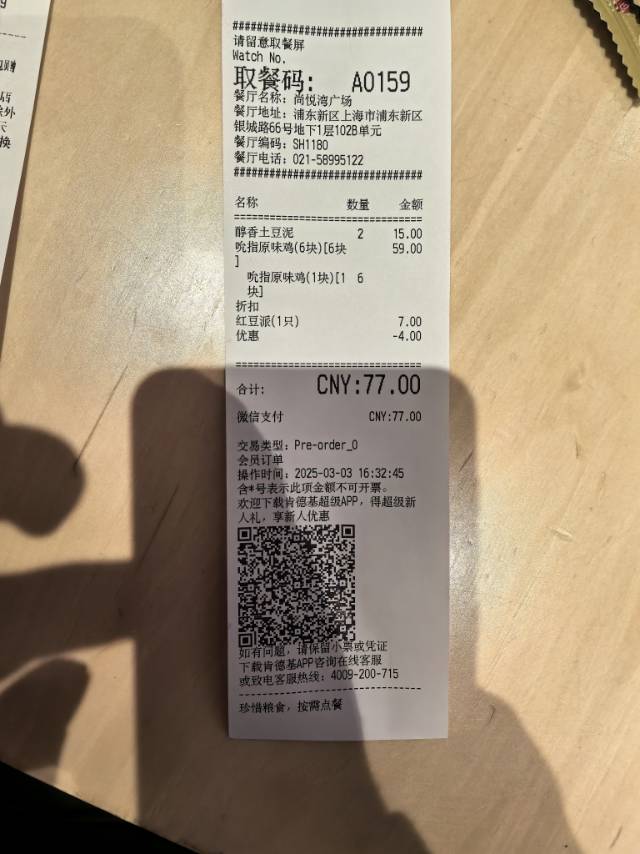 ################################
请留意取餐屏
Watch No.
取餐码： A0159
餐厅名称：尚悦湾广场
餐厅地址：浦东新区上海市浦东新区
银城路66号地下1层102B单元
餐厅编码：SH1180
餐厅电话：021-58995122
################################
名称 数量 金额
================================
醇香土豆泥 2 15.00
吮指原味鸡(6块)[6块 59.00
]
吮指原味鸡(1块)[1 6
块]
折扣
红豆派(1只) 7.00
优惠 -4.00
================================
合计： CNY:77.00
微信支付 CNY:77.00
交易类型：Pre-order_O
会员订单
操作时间：2025-03-03 16:32:45
含*号表示此项金额不可开票。
欢迎下载肯德基超级APP，得超级新
人礼，享新人优惠
如有问题，请保留小票或凭证
下载肯德基APP咨询在线客服
或致电客服热线：4009-200-715
--------------------------------
珍惜粮食，按需点餐